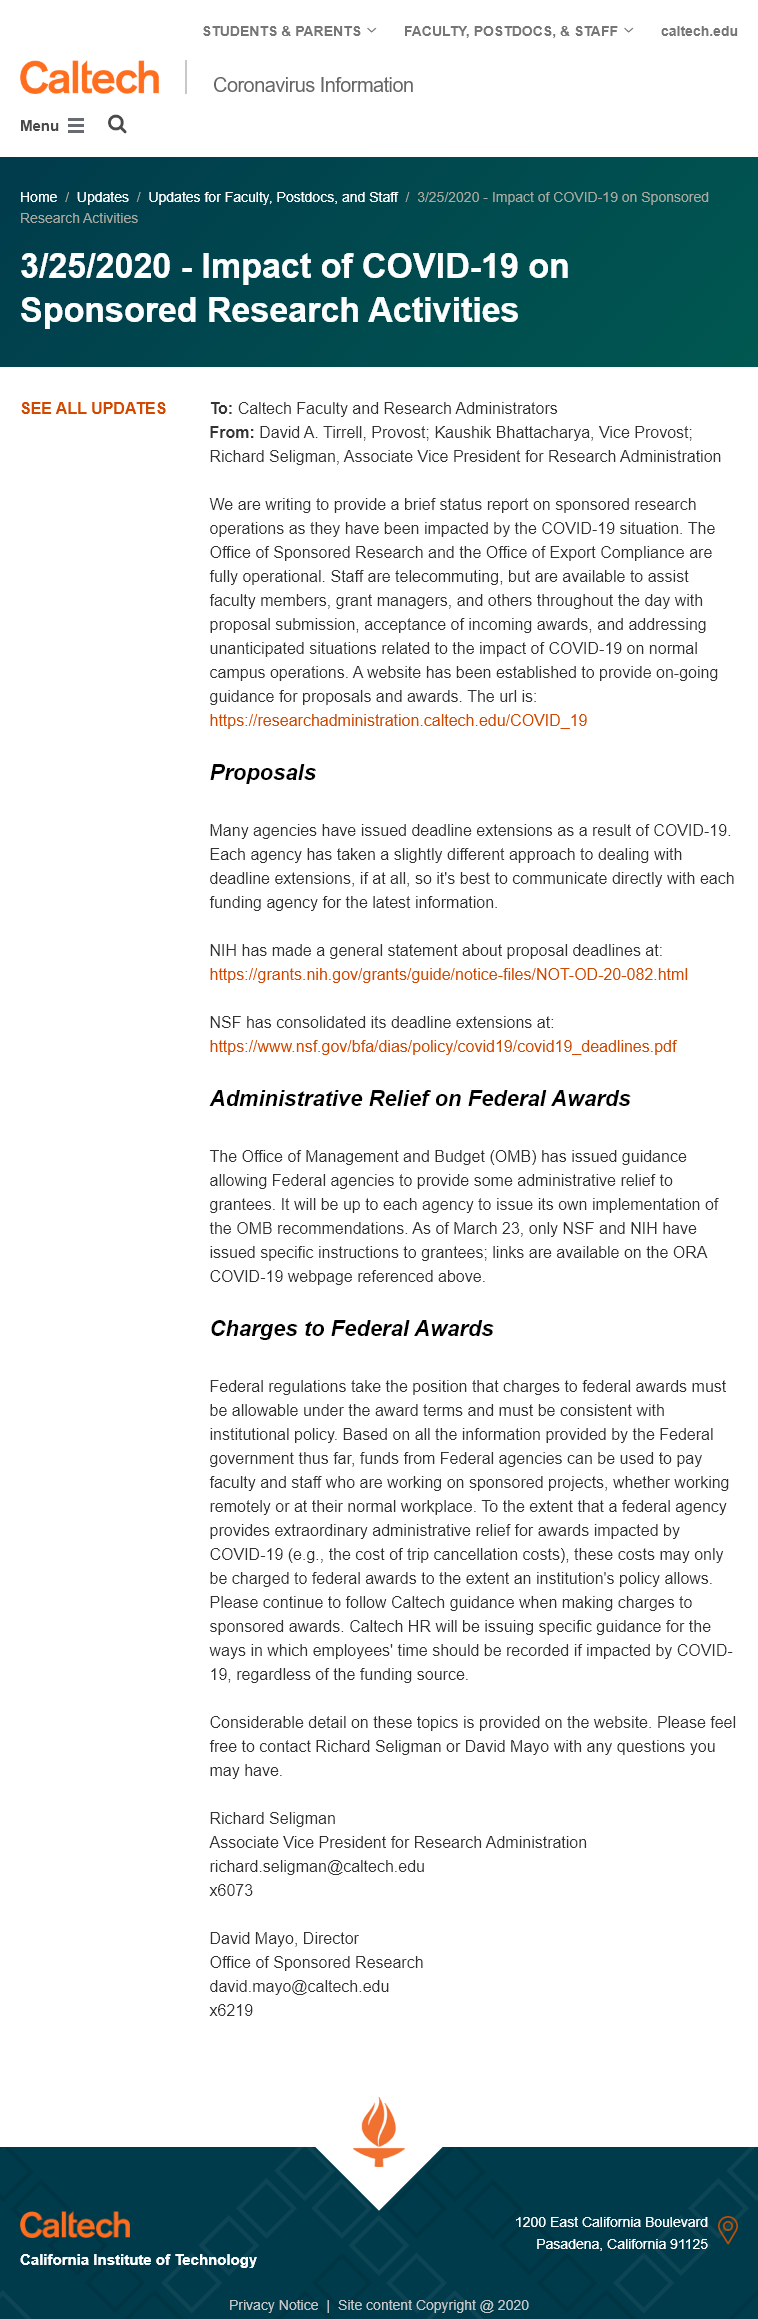 STUDENTS & PARENTS
FACULTY, POSTDOCS, & STAFF
caltech.edu
Caltech
Coronavirus Information
Menu
Home / Updates / Updates for Faculty, Postdocs, and Staff / 3/25/2020 - Impact of COVID-19 on Sponsored
Research Activities
3/25/2020 - Impact of COVID-19 on
Sponsored Research Activities
SEE ALL UPDATES
To: Caltech Faculty and Research Administrators
From: David A. Tirrell, Provost; Kaushik Bhattacharya, Vice Provost;
Richard Seligman, Associate Vice President for Research Administration
We are writing to provide a brief status report on sponsored research
operations as they have been impacted by the COVID-19 situation. The
Office of Sponsored Research and the Office of Export Compliance are
fully operational. Staff are telecommuting, but are available to assist
faculty members, grant managers, and others throughout the day with
proposal submission, acceptance of incoming awards, and addressing
unanticipated situations related to the impact of COVID-19 on normal
campus operations. A website has been established to provide on-going
guidance for proposals and awards. The url is:
https://researchadministration.caltech.edu/COVID_19
Proposals
Many agencies have issued deadline extensions as a result of COVID-19.
Each agency has taken a slightly different approach to dealing with
deadline extensions, if at all, so it's best to communicate directly with each
funding agency for the latest information.
NIH has made a general statement about proposal deadlines at:
https://grants.nih.gov/grants/guide/notice-files/NOT-OD-20-082.html
NSF has consolidated its deadline extensions at:
https://www.nsf.gov/bfa/dias/policy/covid19/covid19_deadlines.pdf
Administrative Relief on Federal Awards
The Office of Management and Budget (OMB) has issued guidance
allowing Federal agencies to provide some administrative relief to
grantees. It will be up to each agency to issue its own implementation of
the OMB recommendations. As of March 23, only NSF and NIH have
issued specific instructions to grantees; links are available on the ORA
COVID-19 webpage referenced above.
Charges to Federal Awards
Federal regulations take the position that charges to federal awards must
be allowable under the award terms and must be consistent with
institutional policy. Based on all the information provided by the Federal
government thus far, funds from Federal agencies can be used to pay
faculty and staff who are working on sponsored projects, whether working
remotely or at their normal workplace. To the extent that a federal agency
provides extraordinary administrative relief for awards impacted by
COVID-19 (e.g., the cost of trip cancellation costs), these costs may only
be charged to federal awards to the extent an institution's policy allows.
Please continue to follow Caltech guidance when making charges to
sponsored awards. Caltech HR will be issuing specific guidance for the
ways in which employees' time should be recorded if impacted by COVID-
19, regardless of the funding source.
Considerable detail on these topics is provided on the website. Please feel
free to contact Richard Seligman or David Mayo with any questions you
may have.
Richard Seligman
Associate Vice President for Research Administration
richard.seligman@caltech.edu
x6073
David Mayo, Director
Office of Sponsored Research
david.mayo@caltech.edu
x6219
Caltech
California Institute of Technology
1200 East California Boulevard
Pasadena, California 91125
Privacy Notice | Site content Copyright @ 2020